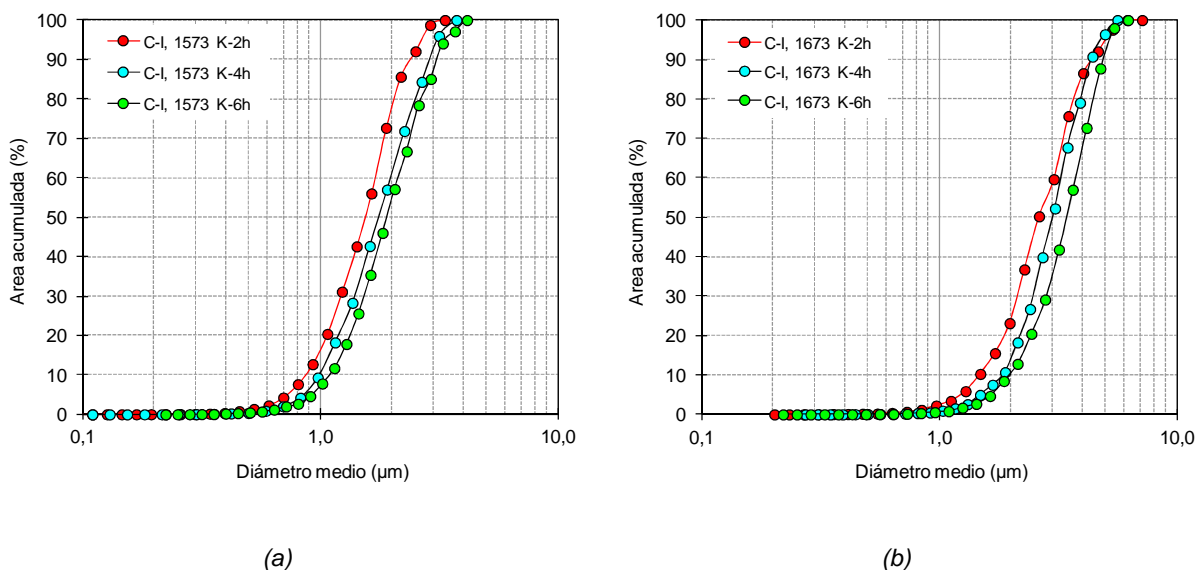 100
90
80
70
60
50
40
30
20
10
0
Area acumulada (%)
C-I, 1573 K-2h
C-I, 1573 K-4h
C-I, 1573 K-6h
0,1 1,0 10,0
Diámetro medio (µm)
(a)
100
90
80
70
60
50
40
30
20
10
0
Area acumulada (%)
C-I, 1673 K-2h
C-I, 1673 K-4h
C-I, 1673 K-6h
0,1 1,0 10,0
Diámetro medio (µm)
(b)